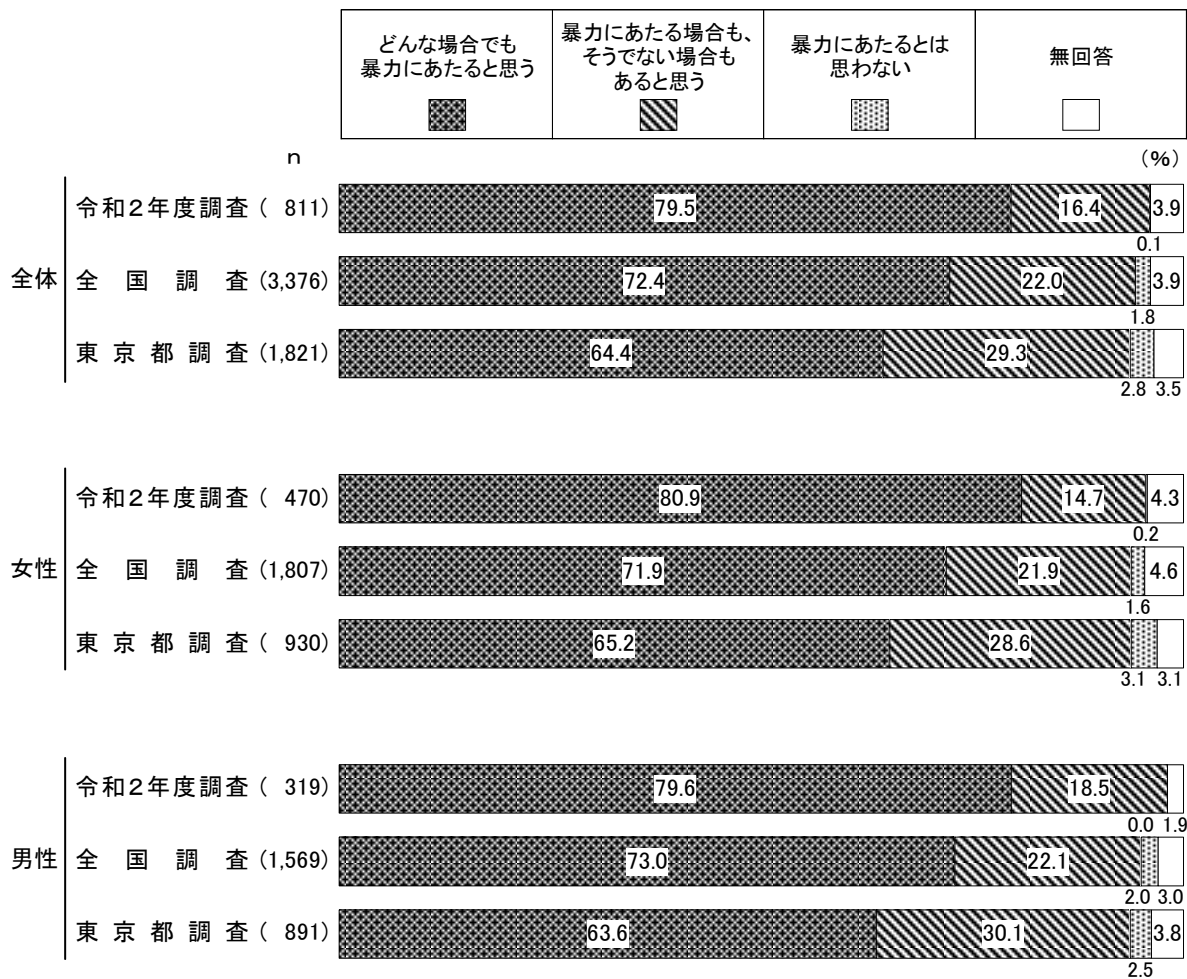 どんな場合でも
暴力にあたると思う
暴力にあたる場合も、
そうでない場合も
あると思う
暴力にあたるとは
思わない
無回答
n
(%)
全体
令和2年度調査 ( 811)
79.5
16.4
3.9
0.1
全国調査 (3,376)
72.4
22.0
3.9
1.8
東京都調査 (1,821)
64.4
29.3
2.8
3.5
女性
令和2年度調査 ( 470)
80.9
14.7
4.3
0.2
全国調査 (1,807)
71.9
21.9
4.6
1.6
東京都調査 ( 930)
65.2
28.6
3.1
3.1
男性
令和2年度調査 ( 319)
79.6
18.5
0.0
1.9
全国調査 (1,569)
73.0
22.1
2.0
3.0
東京都調査 ( 891)
63.6
30.1
3.8
2.5